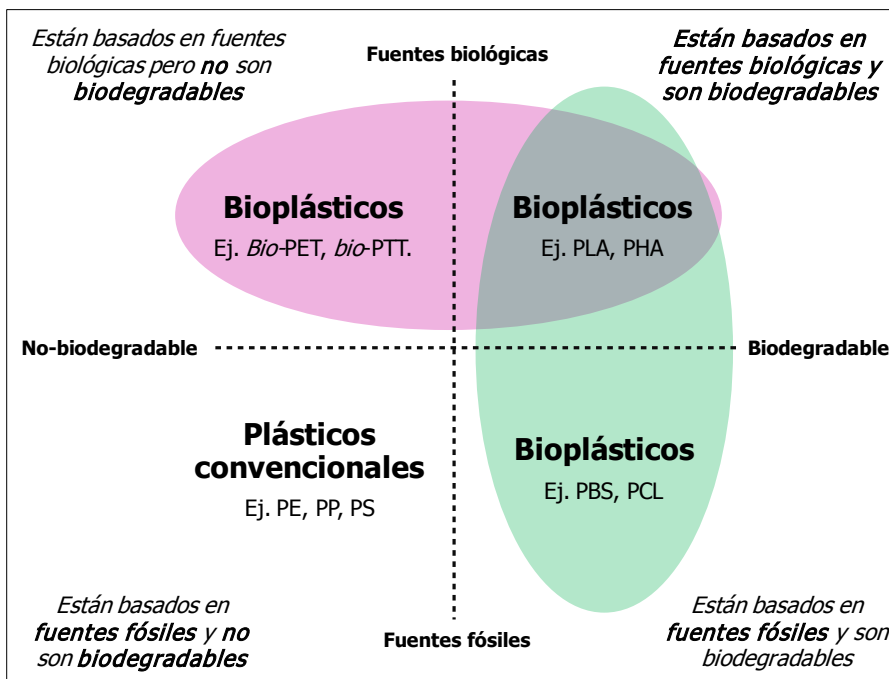 Están basados en fuentes
biológicas pero no son
biodegradables
Fuentes biológicas
Están basados en
fuentes biológicas y
son biodegradables
Bioplásticos
Ej. Bio-PET, bio-PTT.
Bioplásticos
Ej. PLA, PHA
No-biodegradable
Biodegradable
Plásticos
convencionales
Ej. PE, PP, PS
Bioplásticos
Ej. PBS, PCL
Están basados en
fuentes fósiles y no
son biodegradables
Fuentes fósiles
Están basados en
fuentes fósiles y son
biodegradables